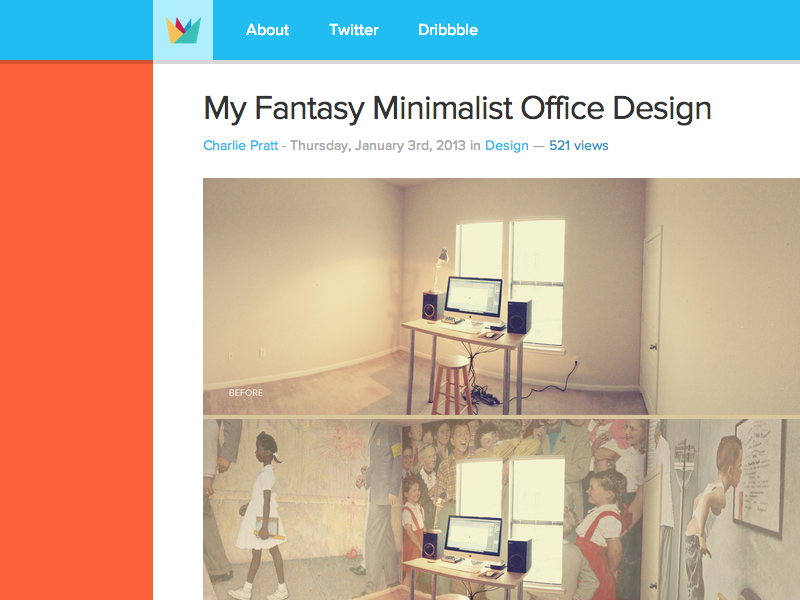 About Twitter Dribbble
My Fantasy Minimalist Office Design
Charlie Pratt - Thursday, January 3rd, 2013 in Design — 521 views
BEFORE